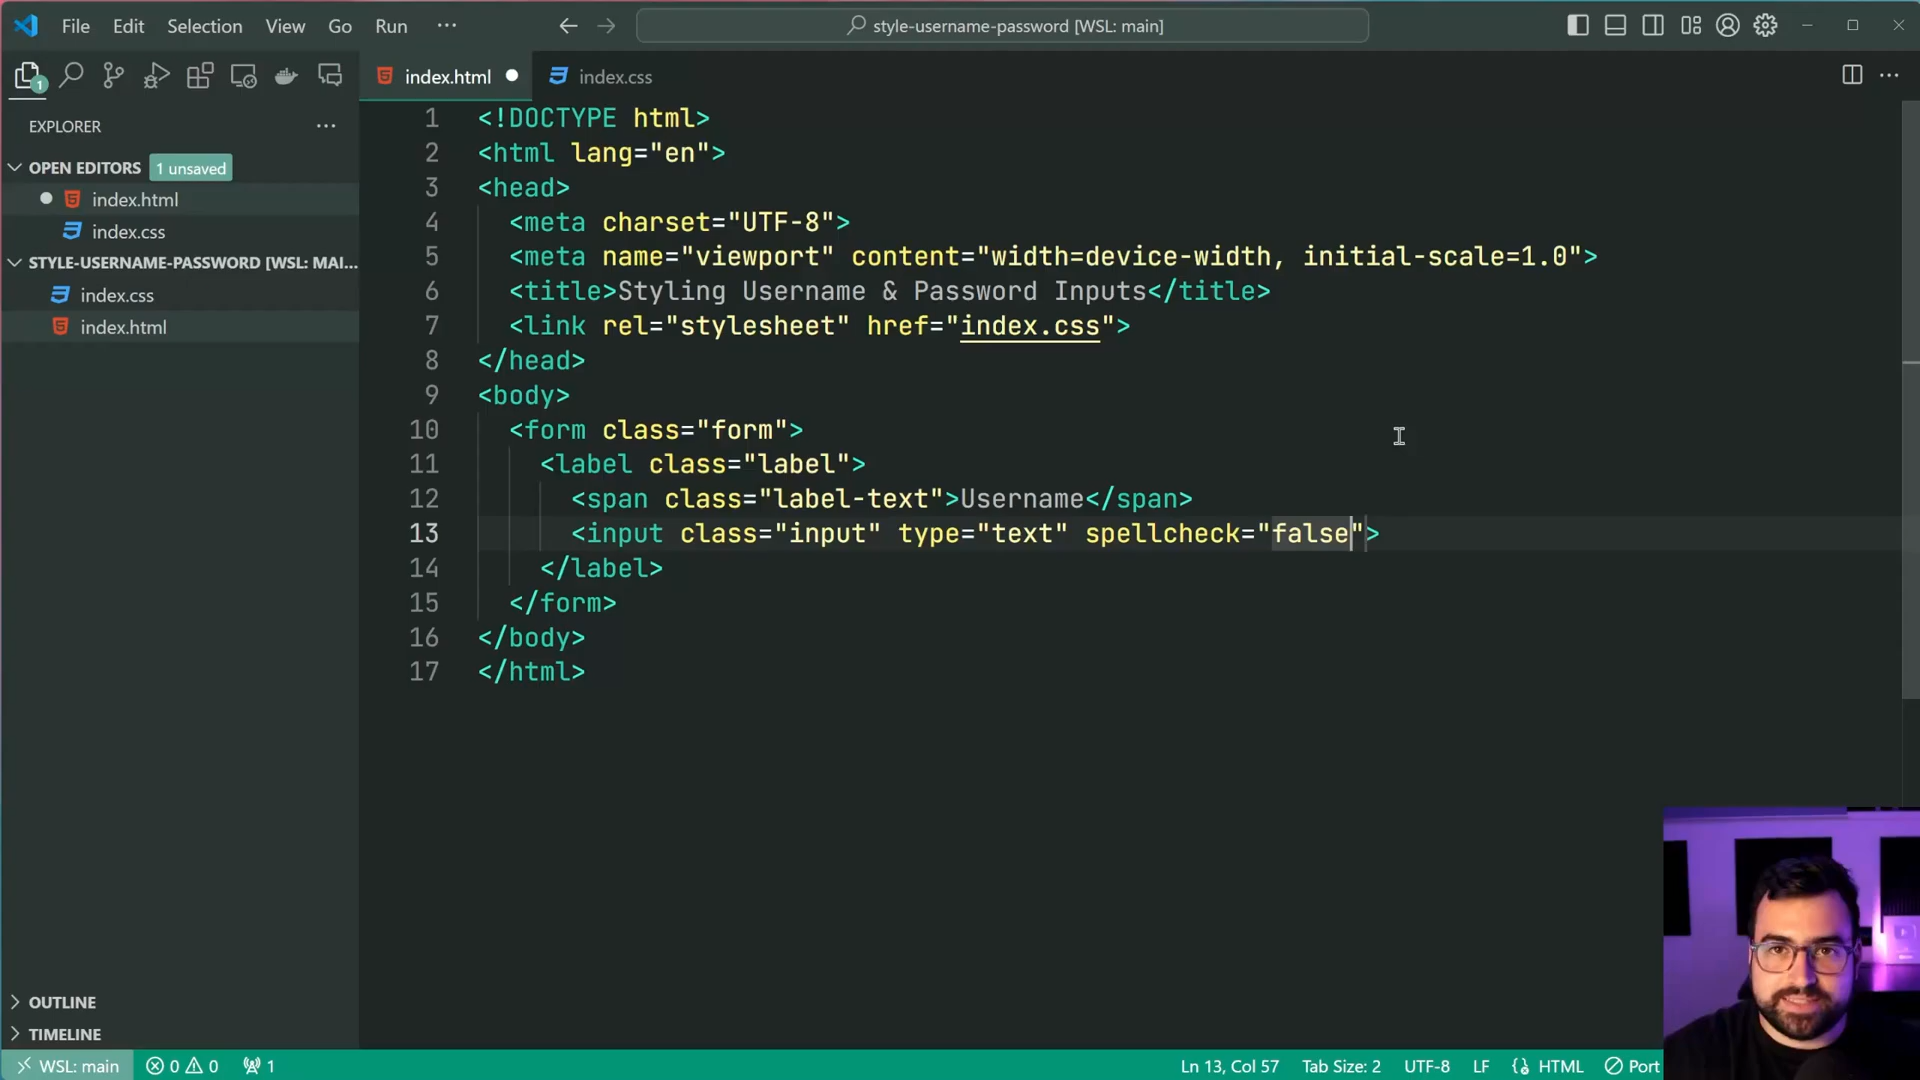 File Edit Selection View Go Run ···
style-username-password [WSL: main]
1
index.html
index.css
EXPLORER
OPEN EDITORS 1 unsaved
index.html
index.css
STYLE-USERNAME-PASSWORD [WSL: MAI...
index.css
index.html
1 <!DOCTYPE html>
2 <html lang="en">
3 <head>
4 <meta charset="UTF-8">
5 <meta name="viewport" content="width=device-width, initial-scale=1.0">
6 <title>Styling Username & Password Inputs</title>
7 <link rel="stylesheet" href="index.css">
8 </head>
9 <body>
10 <form class="form">
11 <label class="label">
12 <span class="label-text">Username</span>
13 <input class="input" type="text" spellcheck="false">
14 </label>
15 </form>
16 </body>
17 </html>
OUTLINE
TIMELINE
WSL: main 0 0 1 Ln 13, Col 57 Tab Size: 2 UTF-8 LF HTML Port